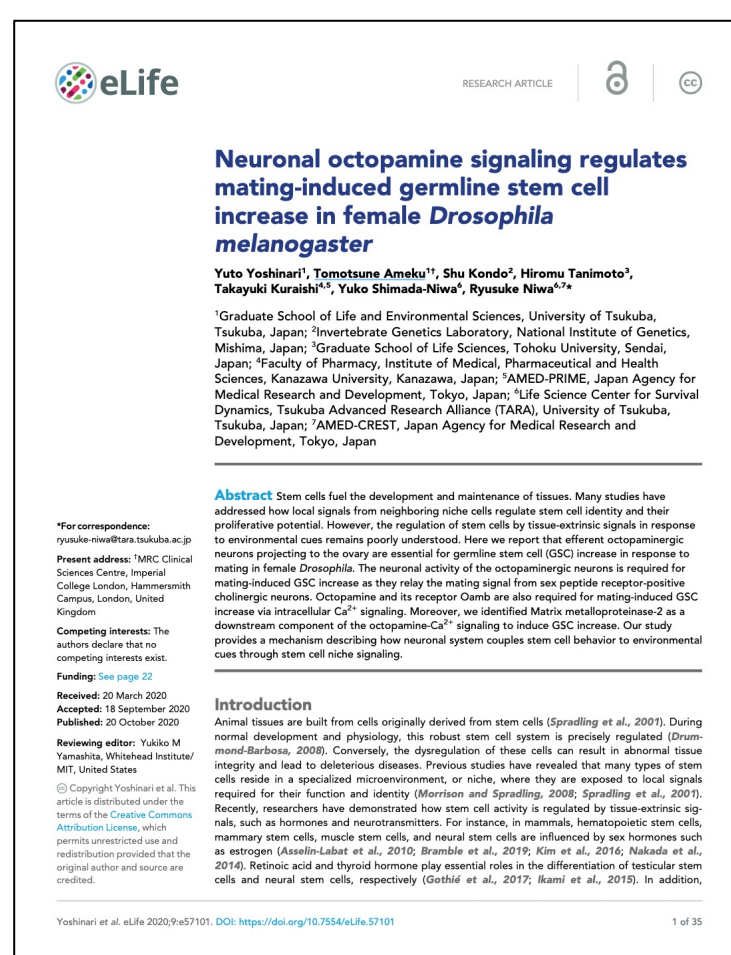 eLife
RESEARCH ARTICLE
cc
Neuronal octopamine signaling regulates
mating-induced germline stem cell
increase in female Drosophila
melanogaster
Yuto Yoshinari¹, Tomotsune Ameku¹†, Shu Kondo², Hiromu Tanimoto³,
Takayuki Kuraishi⁴,⁵, Yuko Shimada-Niwa⁶, Ryusuke Niwa⁶,⁷*
¹Graduate School of Life and Environmental Sciences, University of Tsukuba,
Tsukuba, Japan; ²Invertebrate Genetics Laboratory, National Institute of Genetics,
Mishima, Japan; ³Graduate School of Life Sciences, Tohoku University, Sendai,
Japan; ⁴Faculty of Pharmacy, Institute of Medical, Pharmaceutical and Health
Sciences, Kanazawa University, Kanazawa, Japan; ⁵AMED-PRIME, Japan Agency for
Medical Research and Development, Tokyo, Japan; ⁶Life Science Center for Survival
Dynamics, Tsukuba Advanced Research Alliance (TARA), University of Tsukuba,
Tsukuba, Japan; ⁷AMED-CREST, Japan Agency for Medical Research and
Development, Tokyo, Japan
Abstract Stem cells fuel the development and maintenance of tissues. Many studies have
addressed how local signals from neighboring niche cells regulate stem cell identity and their
proliferative potential. However, the regulation of stem cells by tissue-extrinsic signals in response
to environmental cues remains poorly understood. Here we report that efferent octopaminergic
neurons projecting to the ovary are essential for germline stem cell (GSC) increase in response to
mating in female Drosophila. The neuronal activity of the octopaminergic neurons is required for
mating-induced GSC increase as they relay the mating signal from sex peptide receptor-positive
cholinergic neurons. Octopamine and its receptor Oamb are also required for mating-induced GSC
increase via intracellular Ca²⁺ signaling. Moreover, we identified Matrix metalloproteinase-2 as a
downstream component of the octopamine-Ca²⁺ signaling to induce GSC increase. Our study
provides a mechanism describing how neuronal system couples stem cell behavior to environmental
cues through stem cell niche signaling.
*For correspondence:
ryusuke-niwa@tara.tsukuba.ac.jp
Present address: †MRC Clinical
Sciences Centre, Imperial
College London, Hammersmith
Campus, London, United
Kingdom
Competing interests: The
authors declare that no
competing interests exist.
Funding: See page 22
Received: 20 March 2020
Accepted: 18 September 2020
Published: 20 October 2020
Reviewing editor: Yukiko M
Yamashita, Whitehead Institute/
MIT, United States
© Copyright Yoshinari et al. This
article is distributed under the
terms of the Creative Commons
Attribution License, which
permits unrestricted use and
redistribution provided that the
original author and source are
credited.
Introduction
Animal tissues are built from cells originally derived from stem cells (Spradling et al., 2001). During
normal development and physiology, this robust stem cell system is precisely regulated (Drum-
mond-Barbosa, 2008). Conversely, the dysregulation of these cells can result in abnormal tissue
integrity and lead to deleterious diseases. Previous studies have revealed that many types of stem
cells reside in a specialized microenvironment, or niche, where they are exposed to local signals
required for their function and identity (Morrison and Spradling, 2008; Spradling et al., 2001).
Recently, researchers have demonstrated how stem cell activity is regulated by tissue-extrinsic sig-
nals, such as hormones and neurotransmitters. For instance, in mammals, hematopoietic stem cells,
mammary stem cells, muscle stem cells, and neural stem cells are influenced by sex hormones such
as estrogen (Asselin-Labat et al., 2010; Bramble et al., 2019; Kim et al., 2016; Nakada et al.,
2014). Retinoic acid and thyroid hormone play essential roles in the differentiation of testicular stem
cells and neural stem cells, respectively (Gothié et al., 2017; Ikami et al., 2015). In addition,
Yoshinari et al. eLife 2020;9:e57101. DOI: https://doi.org/10.7554/eLife.57101
1 of 35